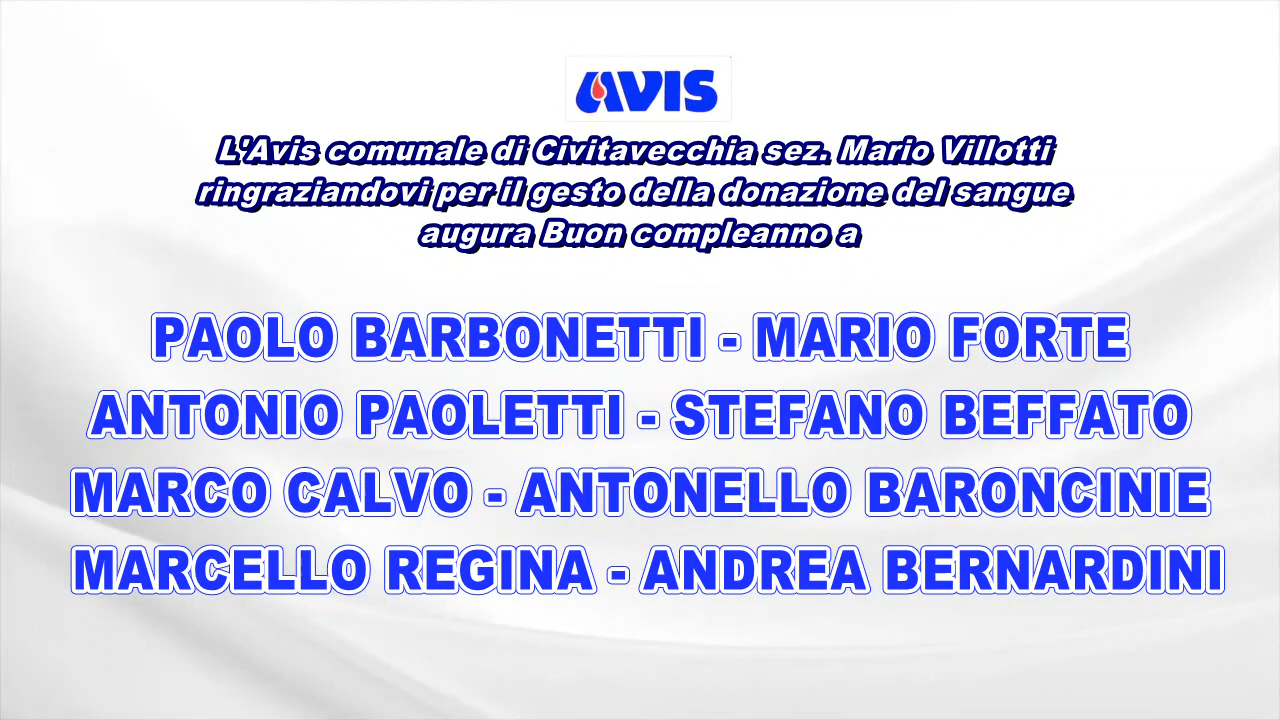 AVIS
L'Avis comunale di Civitavecchia sez. Mario Villotti
ringraziandovi per il gesto della donazione del sangue
augura Buon compleanno a
PAOLO BARBONETTI - MARIO FORTE
ANTONIO PAOLETTI - STEFANO BEFFATO
MARCO CALVO - ANTONELLO BARONCINIE
MARCELLO REGINA - ANDREA BERNARDINI